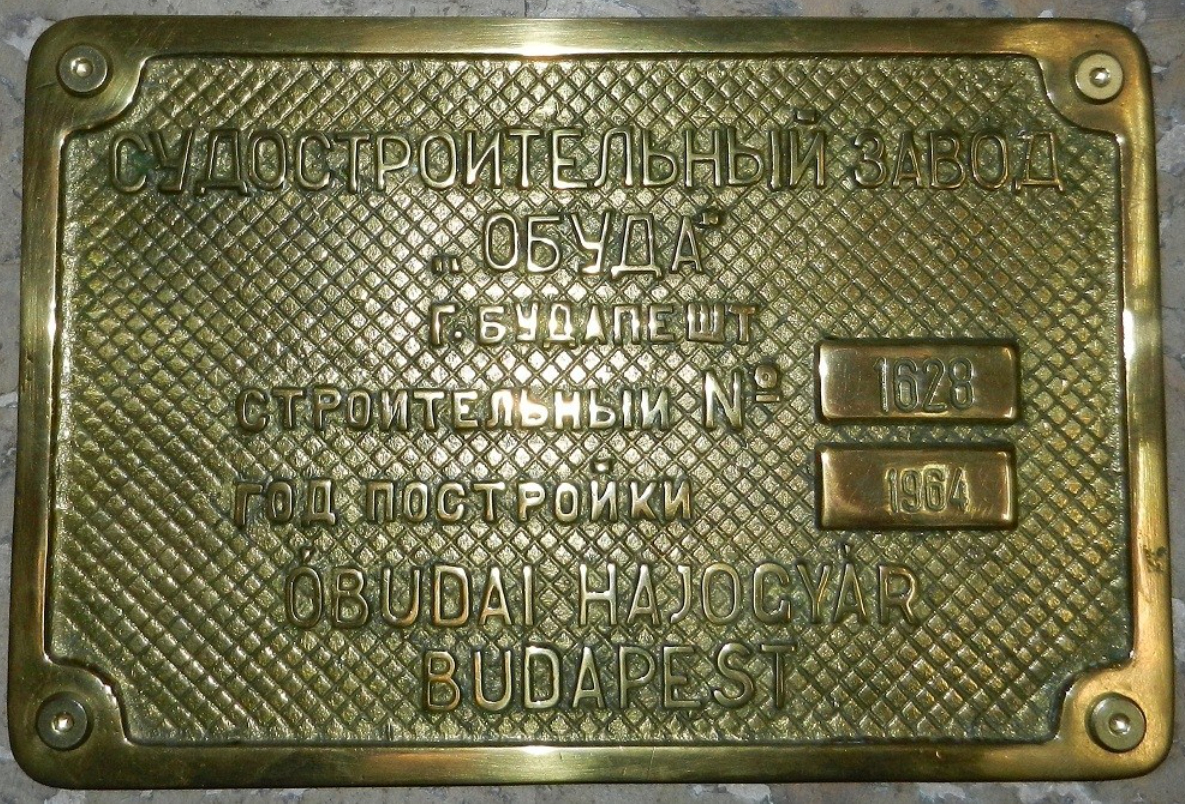 СУДОСТРОИТЕЛЬНЫЙ ЗАВОД
„ОБУДА"
Г. БУДАПЕШТ
СТРОИТЕЛЬНЫЙ № 1628
ГОД ПОСТРОЙКИ 1964
ÓBUDAI HAJOGYÁR
BUDAPEST